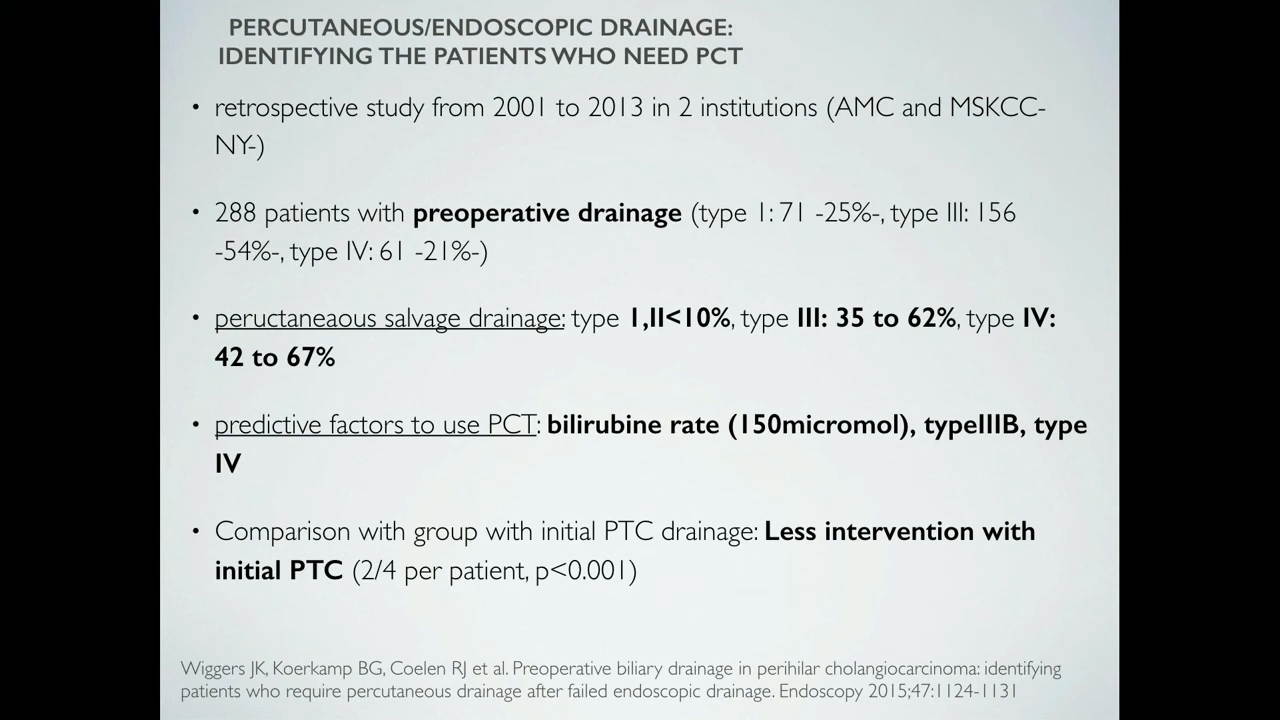 PERCUTANEOUS/ENDOSCOPIC DRAINAGE:
IDENTIFYING THE PATIENTS WHO NEED PCT
• retrospective study from 2001 to 2013 in 2 institutions (AMC and MSKCC-
NY-)
• 288 patients with preoperative drainage (type 1: 71 -25%-, type III: 156
-54%-, type IV: 61 -21%-)
• peructaneaous salvage drainage: type 1,II<10%, type III: 35 to 62%, type IV:
42 to 67%
• predictive factors to use PCT: bilirubine rate (150micromol), typeIIIB, type
IV
• Comparison with group with initial PTC drainage: Less intervention with
initial PTC (2/4 per patient, p<0.001)
Wiggers JK, Koerkamp BG, Coelen RJ et al. Preoperative biliary drainage in perihilar cholangiocarcinoma: identifying
patients who require percutaneous drainage after failed endoscopic drainage. Endoscopy 2015;47:1124-1131